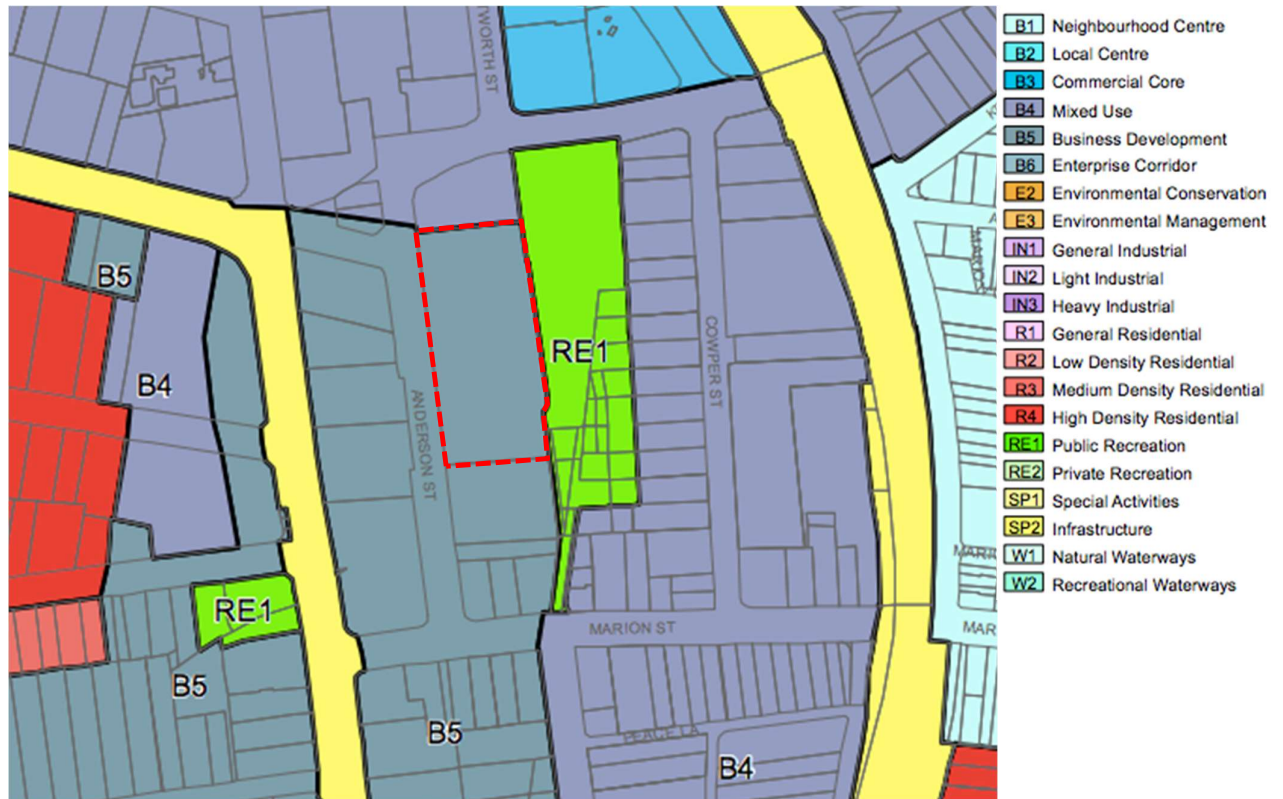 TWORTH ST
B5
B4
RE1
COWPER ST
ANDERSON ST
RE1
MARION ST
MAR
B5
B5
PEACE LA
B4
B1 Neighbourhood Centre
B2 Local Centre
B3 Commercial Core
B4 Mixed Use
B5 Business Development
B6 Enterprise Corridor
E2 Environmental Conservation
E3 Environmental Management
IN1 General Industrial
IN2 Light Industrial
IN3 Heavy Industrial
R1 General Residential
R2 Low Density Residential
R3 Medium Density Residential
R4 High Density Residential
RE1 Public Recreation
RE2 Private Recreation
SP1 Special Activities
SP2 Infrastructure
W1 Natural Waterways
W2 Recreational Waterways